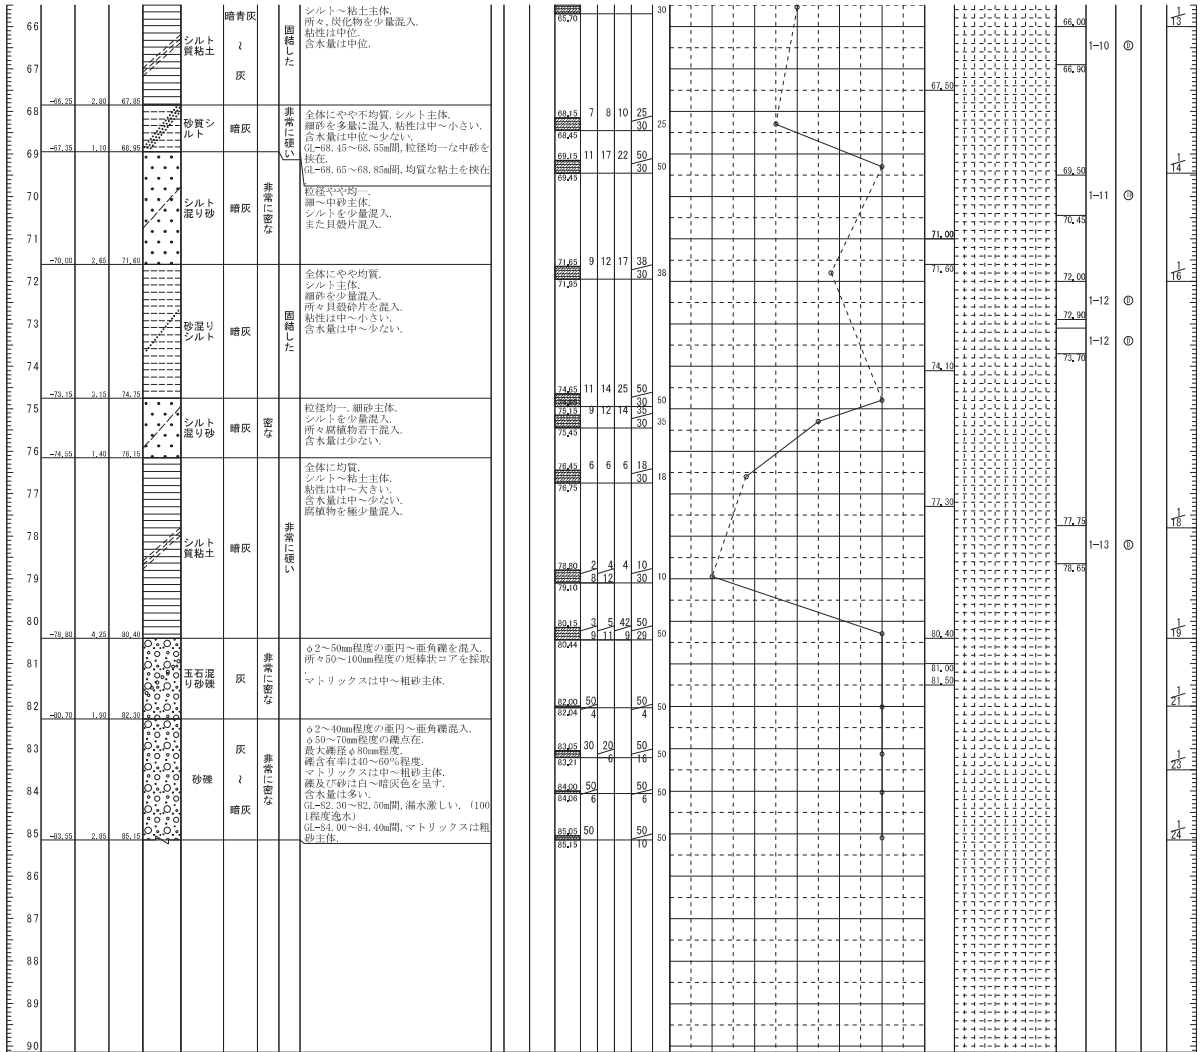 66
67
68
69
70
71
72
73
74
75
76
77
78
79
80
81
82
83
84
85
86
87
88
89
90
-66.25 2.80 67.85
-67.35 1.10 68.95
-70.00 2.65 71.60
-73.15 3.15 74.75
-74.55 1.40 76.15
-78.80 4.25 80.40
-80.70 1.90 82.30
-83.55 2.85 85.15
シルト
質粘土
暗青灰
～
灰
固結した
シルト～粘土主体.
所々, 炭化物を少量混入.
粘性は中位.
含水量は中位.
砂質シ
ルト
暗灰
非常に硬い
全体にやや不均質. シルト主体.
細砂を多量に混入. 粘性は中～小さい.
含水量は中位～少ない.
GL-68.45～68.55m間, 粒径均一な中砂を
挟在.
GL-68.65～68.85m間, 均質な粘土を挟在
シルト
混り砂
暗灰
非常に密な
粒径やや均一.
細～中砂主体.
シルトを少量混入.
また貝殻片混入.
砂混り
シルト
暗灰
固結した
全体にやや均質.
シルト主体.
細砂を少量混入.
所々貝殻砕片を混入.
粘性は中～小さい.
含水量は中～少ない.
シルト
混り砂
暗灰
密な
粒径均一. 細砂主体.
シルトを少量混入.
所々腐植物若干混入.
含水量は少ない.
シルト
質粘土
暗灰
非常に硬い
全体に均質.
シルト～粘土主体.
粘性は中～大きい.
含水量は中～少ない.
腐植物を極少量混入.
玉石混
り砂礫
灰
非常に密な
φ2～50mm程度の亜円～亜角礫を混入.
所々50～100mm程度の短棒状コアを採取
.
マトリックスは中～粗砂主体.
砂礫
灰
～
暗灰
非常に密な
φ2～40mm程度の亜円～亜角礫混入.
φ50～70mm程度の礫点在.
最大礫径φ80mm程度.
礫含有率は40～60%程度.
マトリックスは中～粗砂主体.
礫及び砂は白～暗灰色を呈す.
含水量は多い.
GL-82.30～82.50m間, 漏水激しい. (100
l程度逸水)
GL-84.00～84.40m間, マトリックスは粗
砂主体.
65.70 30
68.15 7 8 10 25
68.45 30
25
69.15 11 17 22 50
69.45 30
50
71.65 9 12 17 38
71.95 30
38
74.65 11 14 25 50
30
50
75.15 9 12 14 35
75.45 30
35
76.45 6 6 6 18
76.75 30
18
78.80 2 4 4 10
79.10 8 12 30
10
80.15 3 5 42 50
80.44 9 11 9 29
50
82.00 50 50
82.04 4 4
50
83.05 30 20 50
83.21 6 16
50
84.00 50 50
84.06 6 6
50
85.05 50 50
85.15 10
50
67.50
71.00
71.60
74.10
77.30
80.40
81.00
81.50
66.00
66.90
1-10 Ⓓ
69.50
70.45
1-11 Ⓓ
72.00
72.90
1-12 Ⓓ
73.70
1-12 Ⓓ
77.75
78.65
1-13 Ⓓ
1/13
1/14
1/16
1/18
1/19
1/21
1/23
1/24